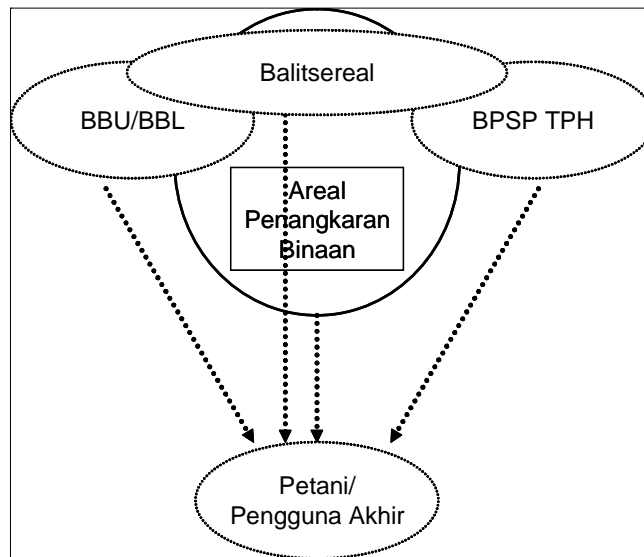 Balitsereal
BBU/BBL
BPSP TPH
Areal
Penangkaran
Binaan
Petani/
Pengguna Akhir